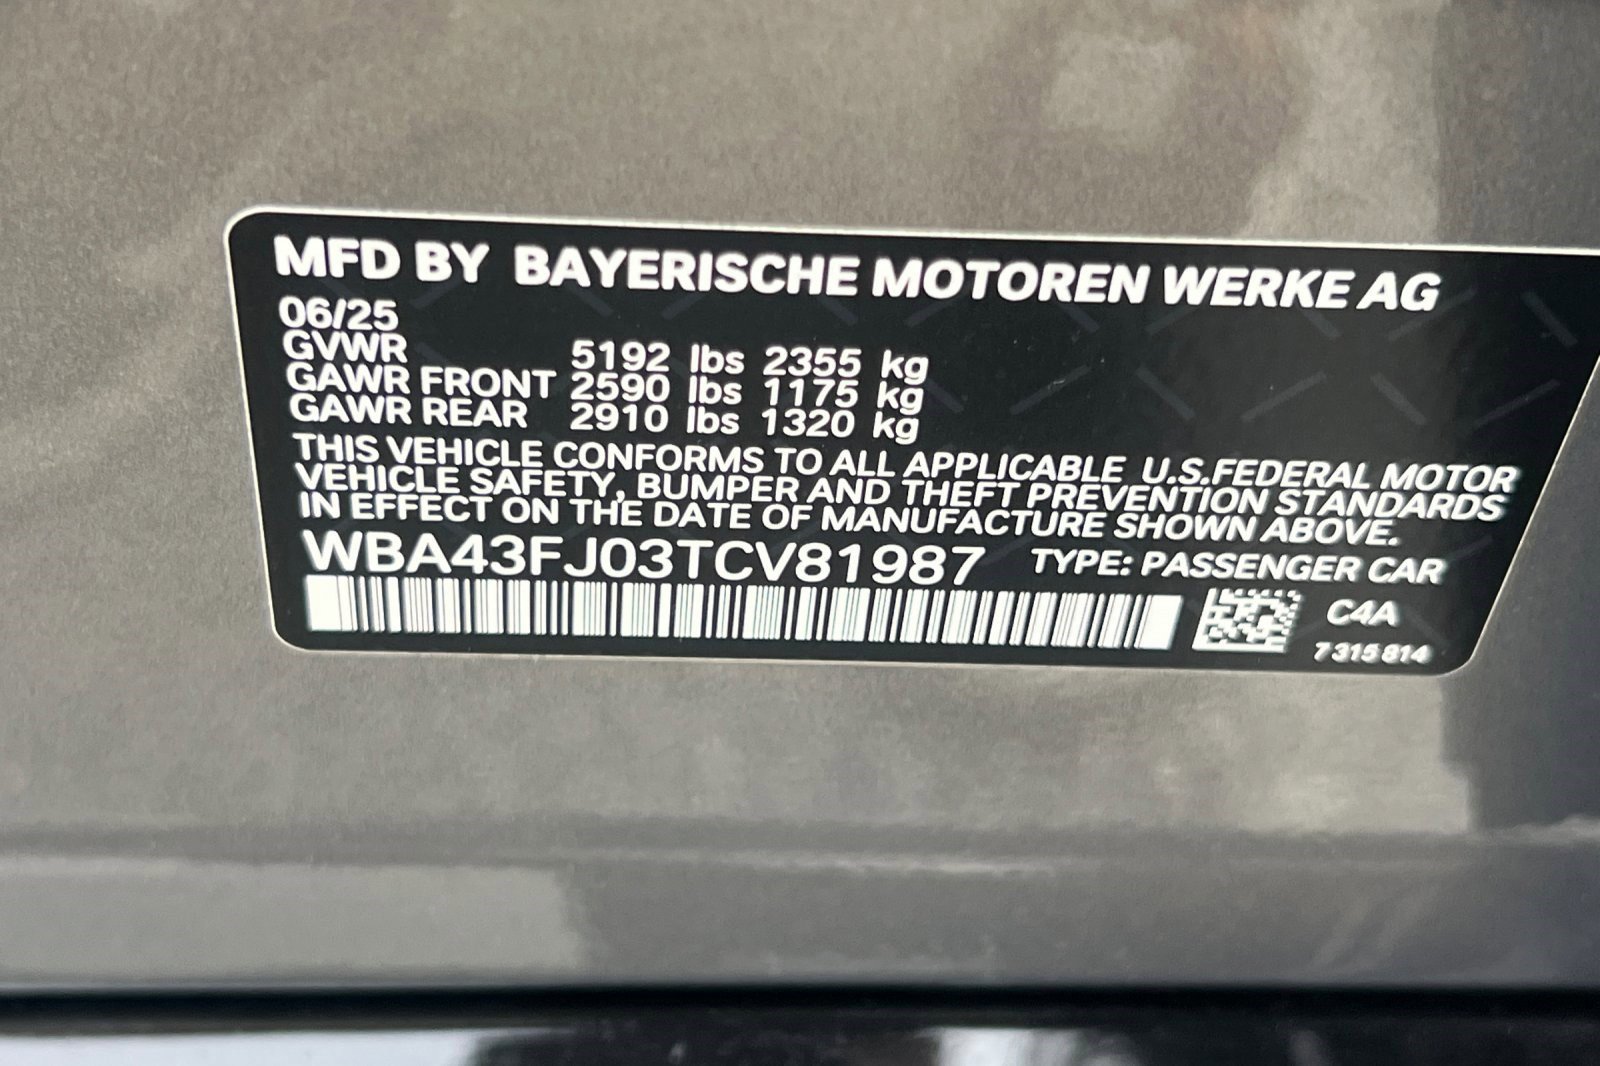 MFD BY BAYERISCHE MOTOREN WERKE AG
06/25
GVWR 5192 lbs 2355 kg
GAWR FRONT 2590 lbs 1175 kg
GAWR REAR 2910 lbs 1320 kg
THIS VEHICLE CONFORMS TO ALL APPLICABLE U.S.FEDERAL MOTOR
VEHICLE SAFETY, BUMPER AND THEFT PREVENTION STANDARDS
IN EFFECT ON THE DATE OF MANUFACTURE SHOWN ABOVE.
WBA43FJ03TCV81987 TYPE: PASSENGER CAR
C4A
7 315 814